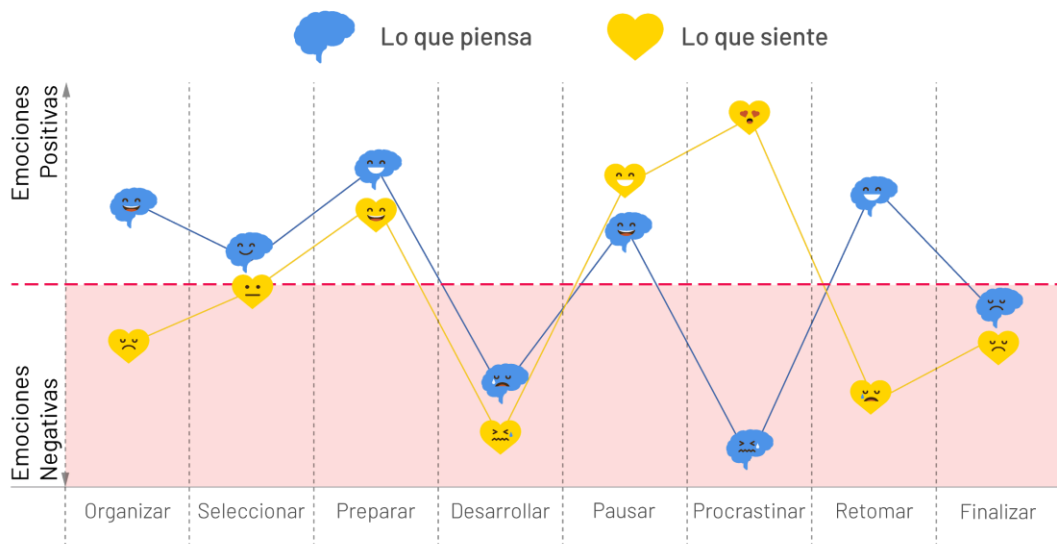 Lo que piensa
Lo que siente
Emociones
Positivas
Emociones
Negativas
Organizar
Seleccionar
Preparar
Desarrollar
Pausar
Procrastinar
Retomar
Finalizar